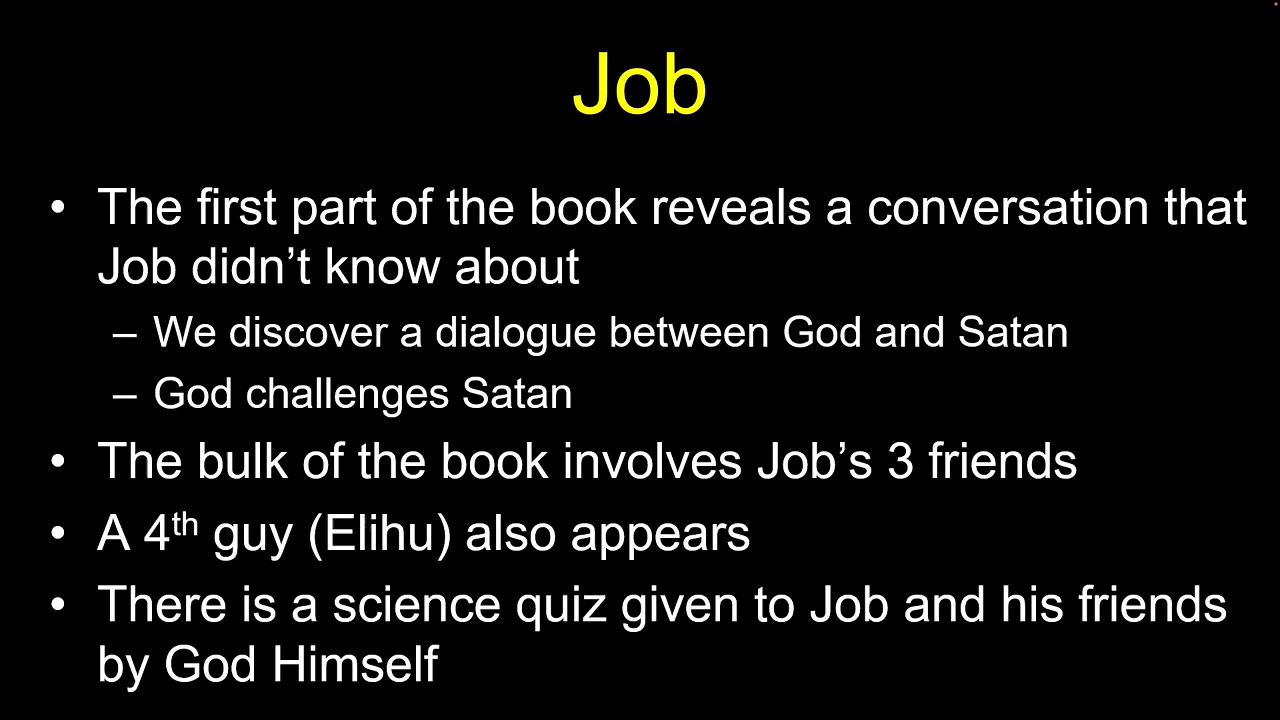 Job
• The first part of the book reveals a conversation that
Job didn’t know about
– We discover a dialogue between God and Satan
– God challenges Satan
• The bulk of the book involves Job’s 3 friends
• A 4th guy (Elihu) also appears
• There is a science quiz given to Job and his friends
by God Himself